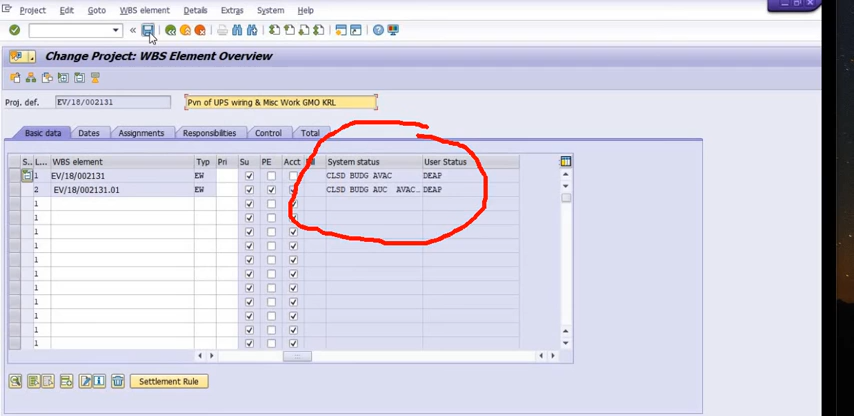 Project Edit Goto WBS element Details Extras System Help
Change Project: WBS Element Overview
Proj. def. EV/18/002131 Pvn of UPS wiring & Misc Work GMO KRL
Basic data Dates Assignments Responsibilities Control Total
S.. L... WBS element Typ Pri Su PE Acct System status User Status
1 EV/18/002131 EW CLSD BUDG AVAC DEAP
2 EV/18/002131.01 EW CLSD BUDG AUC AVAC... DEAP
1
1
1
1
1
1
1
1
1
1
Settlement Rule